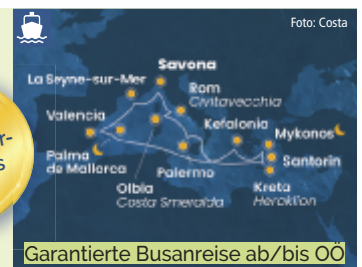 Foto: Costa
Savona
La Seyne-sur-Mer
Rom
Civitavecchia
Valencia
Kefalonia
Mykonos
Palma
de Mallorca
Santorin
Palermo
Olbia
Costa Smeralda
Kreta
Heraklion
Garantierte Busanreise ab/bis OÖ